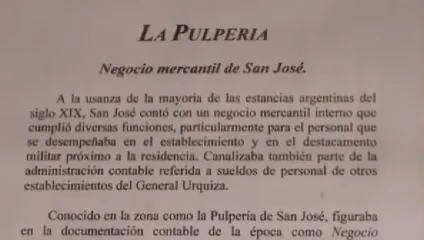 LA PULPERIA
Negocio mercantil de San José.
A la usanza de la mayoria de las estancias argentinas del
siglo XIX, San José contó con un negocio mercantil interno que
cumplió diversas funciones, particularmente para el personal que
se desempeñaba en el establecimiento y en el destacamento
militar próximo a la residencia. Canalizaba también parte de la
administración contable referida a sueldos de personal de otros
establecimientos del General Urquiza.
Conocido en la zona como la Pulpería de San José, figuraba
en la documentación contable de la época como Negocio